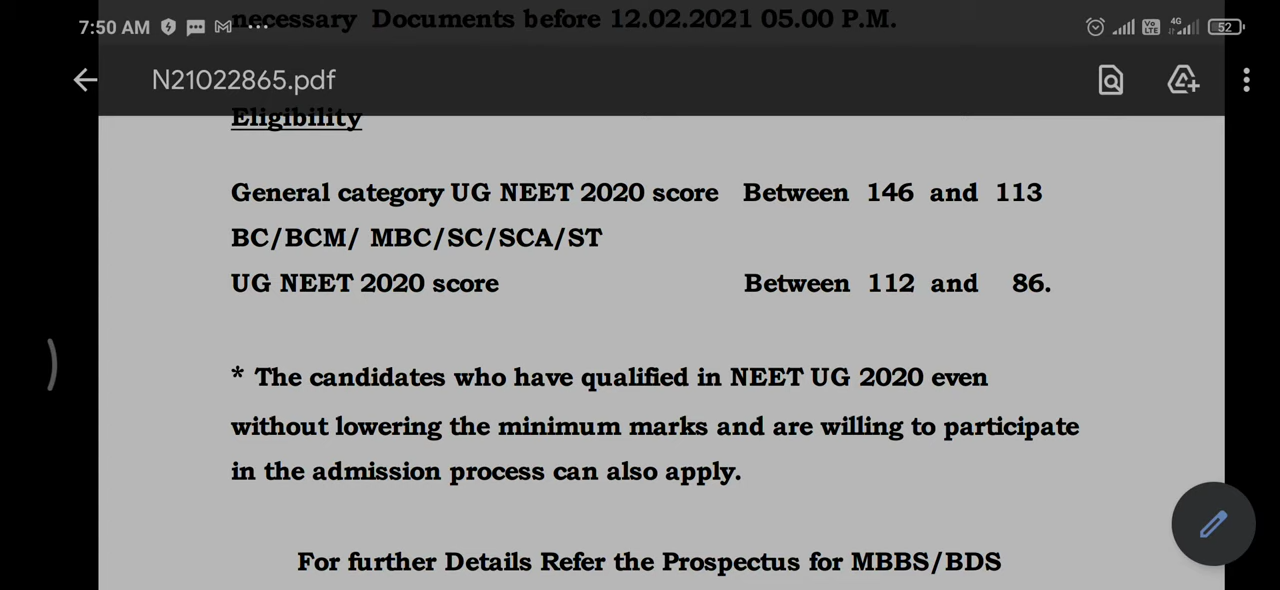 necessary Documents before 12.02.2021 05.00 P.M.
7:50 AM 4G Vo LTE 52
N21022865.pdf
Eligibility
General category UG NEET 2020 score Between 146 and 113
BC/BCM/ MBC/SC/SCA/ST
UG NEET 2020 score Between 112 and 86.
* The candidates who have qualified in NEET UG 2020 even
without lowering the minimum marks and are willing to participate
in the admission process can also apply.
For further Details Refer the Prospectus for MBBS/BDS